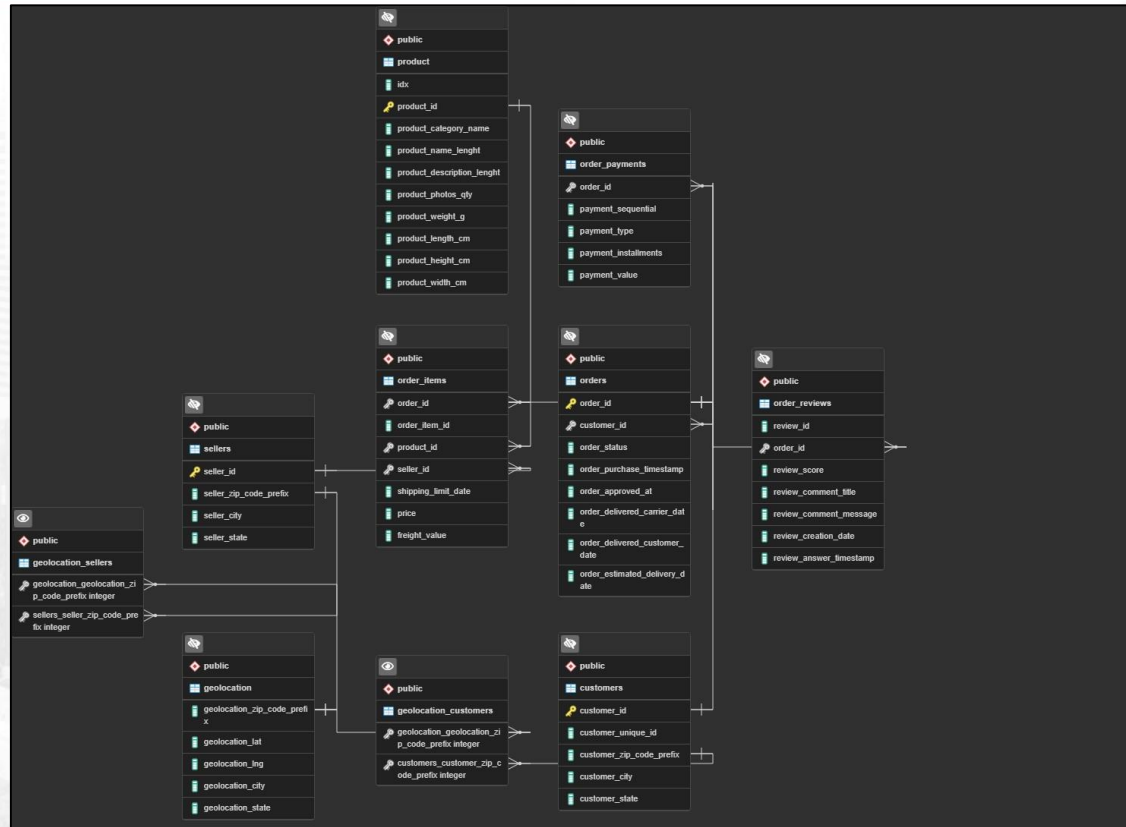 public
product
idx
product_id
product_category_name
product_name_lenght
product_description_lenght
product_photos_qty
product_weight_g
product_length_cm
product_height_cm
product_width_cm
public
order_payments
order_id
payment_sequential
payment_type
payment_installments
payment_value
public
order_items
order_id
order_item_id
product_id
seller_id
shipping_limit_date
price
freight_value
public
orders
order_id
customer_id
order_status
order_purchase_timestamp
order_approved_at
order_delivered_carrier_dat
e
order_delivered_customer_
date
order_estimated_delivery_d
ate
public
order_reviews
review_id
order_id
review_score
review_comment_title
review_comment_message
review_creation_date
review_answer_timestamp
public
sellers
seller_id
seller_zip_code_prefix
seller_city
seller_state
public
geolocation_sellers
geolocation_geolocation_zi
p_code_prefix integer
sellers_seller_zip_code_pre
fix integer
public
geolocation
geolocation_zip_code_prefi
x
geolocation_lat
geolocation_lng
geolocation_city
geolocation_state
public
geolocation_customers
geolocation_geolocation_zi
p_code_prefix integer
customers_customer_zip_c
ode_prefix integer
public
customers
customer_id
customer_unique_id
customer_zip_code_prefix
customer_city
customer_state